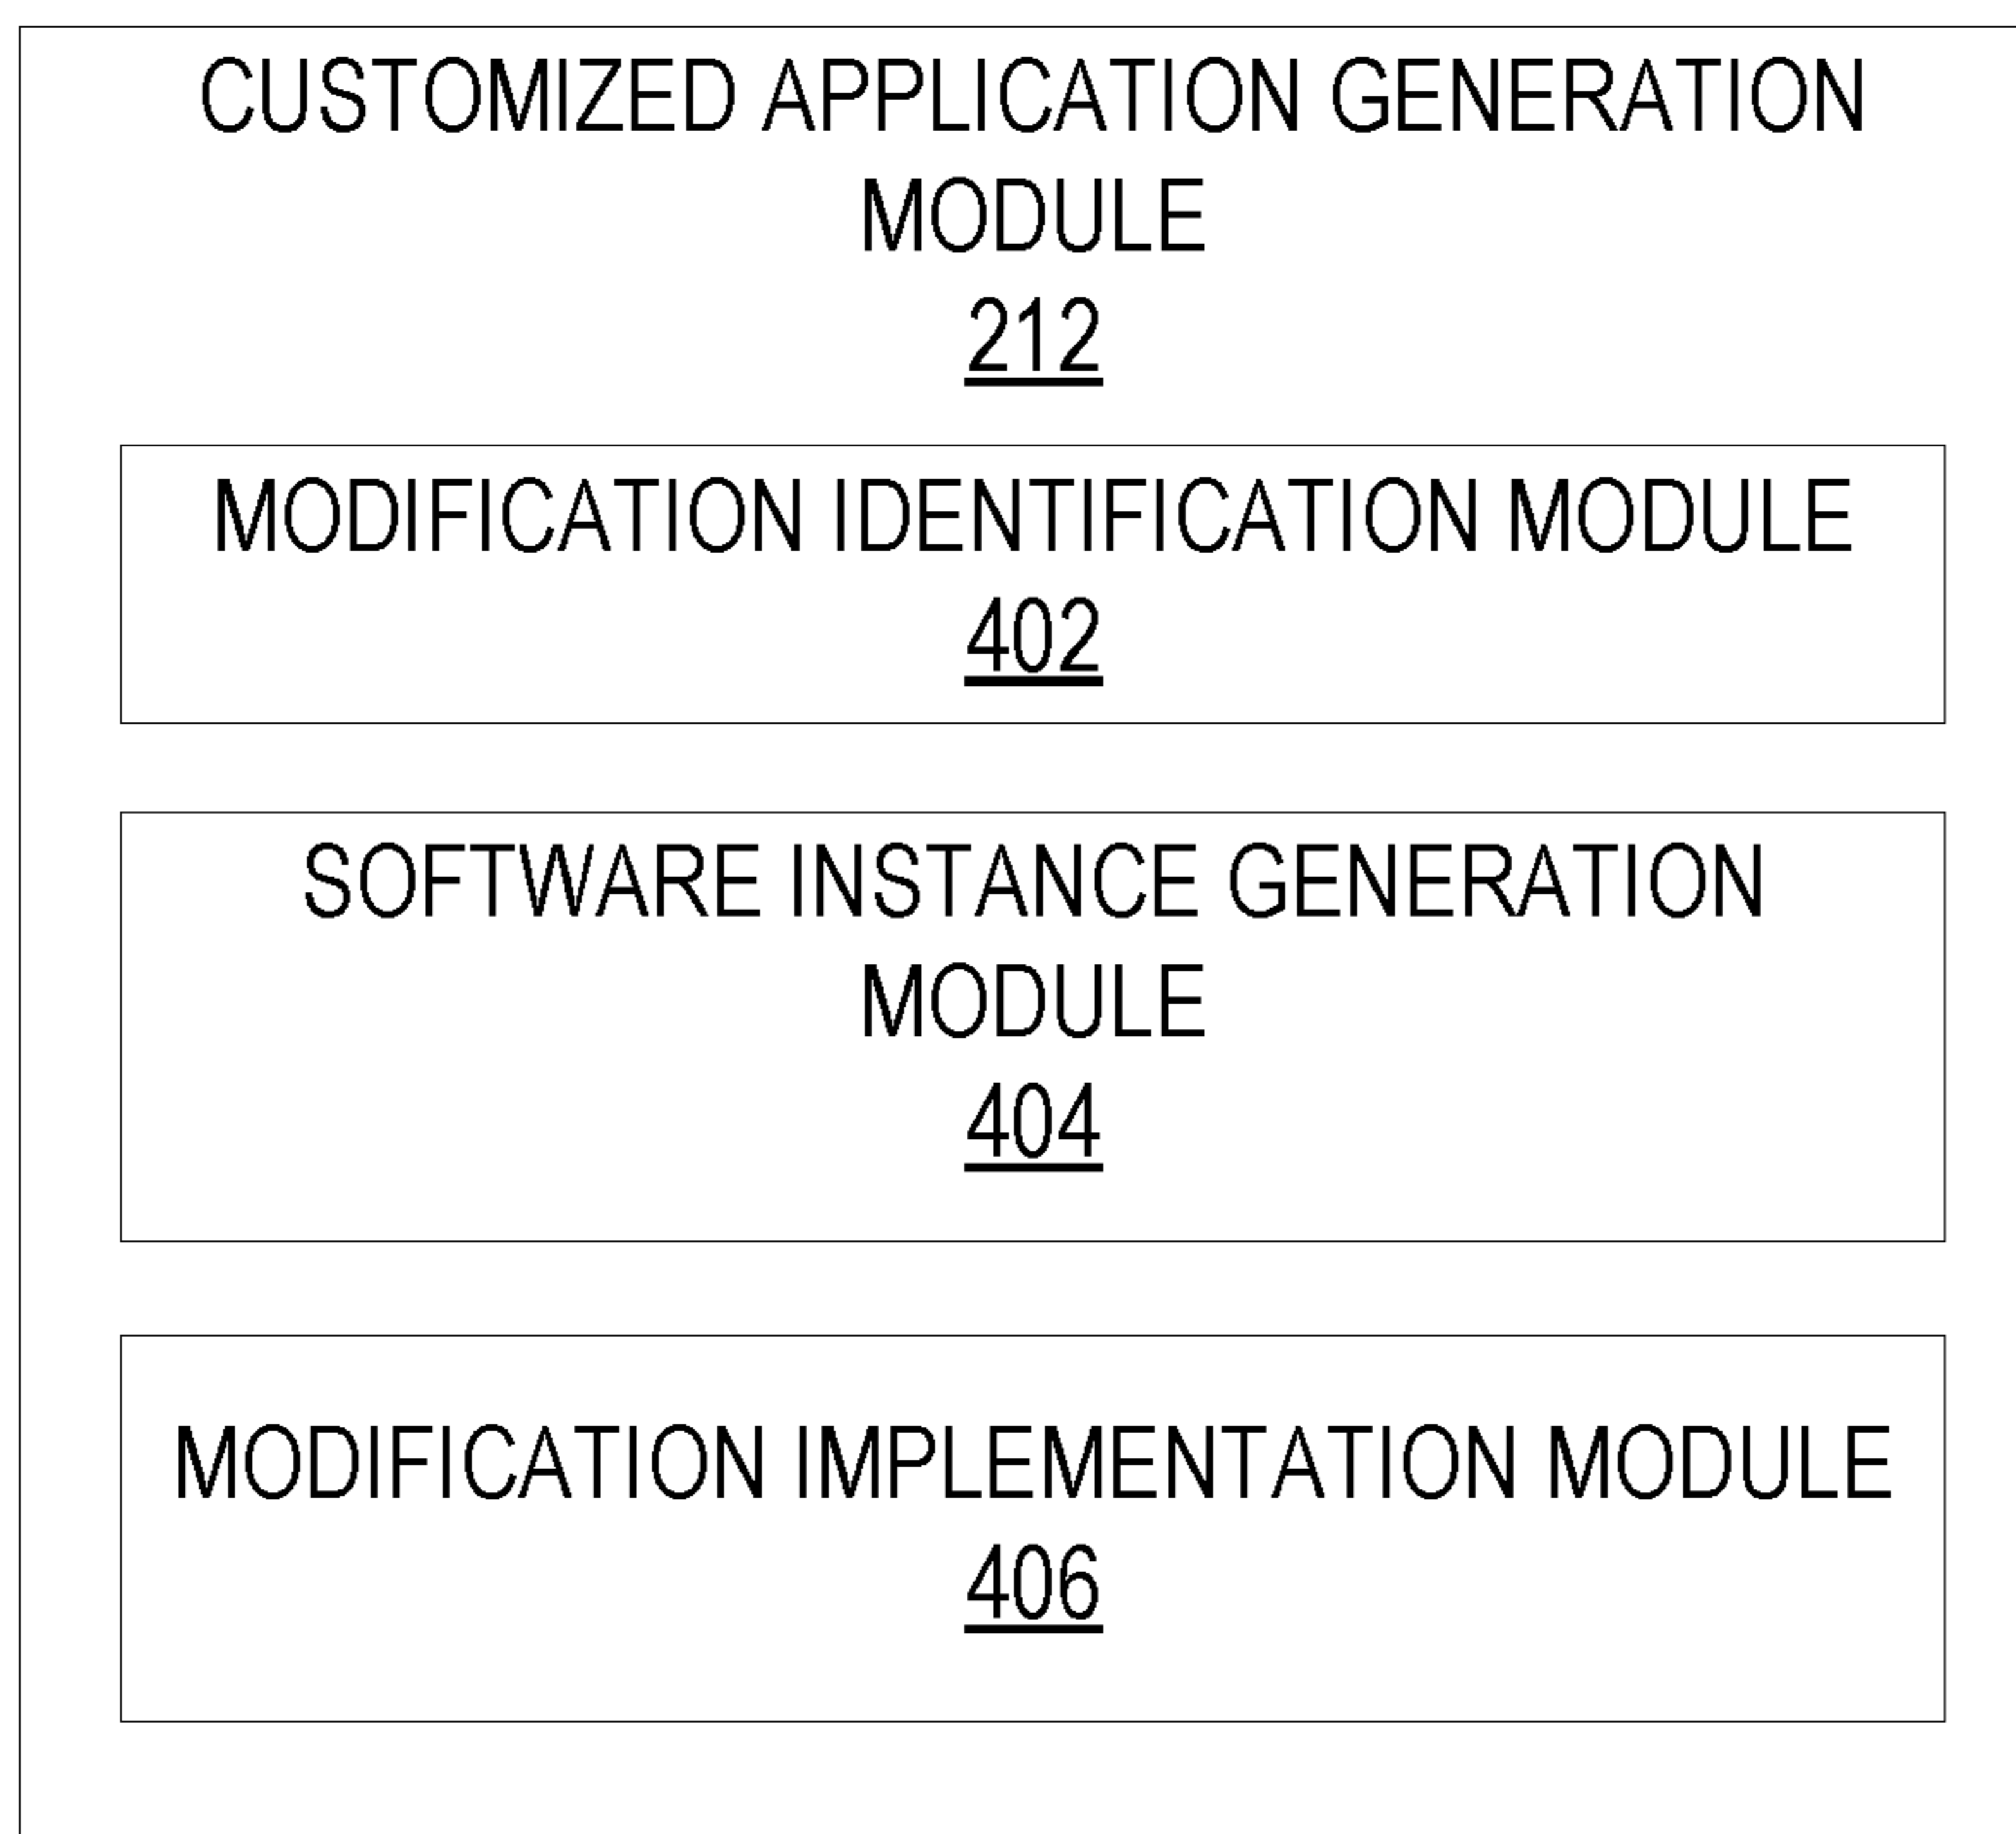 CUSTOMIZED APPLICATION GENERATION
MODULE
212
MODIFICATION IDENTIFICATION MODULE
402
SOFTWARE INSTANCE GENERATION
MODULE
404
MODIFICATION IMPLEMENTATION MODULE
406